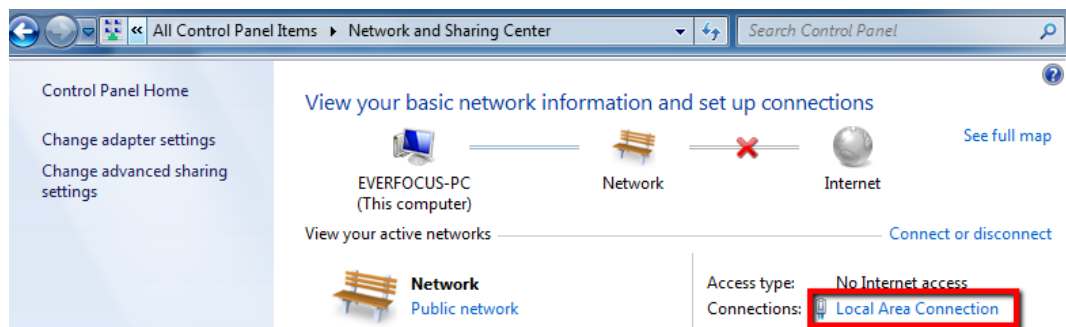 « All Control Panel Items ▸ Network and Sharing Center
Search Control Panel
Control Panel Home
Change adapter settings
Change advanced sharing
settings
View your basic network information and set up connections
See full map
EVERFOCUS-PC
(This computer)
Network
Internet
View your active networks
Connect or disconnect
Network
Public network
Access type: No Internet access
Connections: Local Area Connection